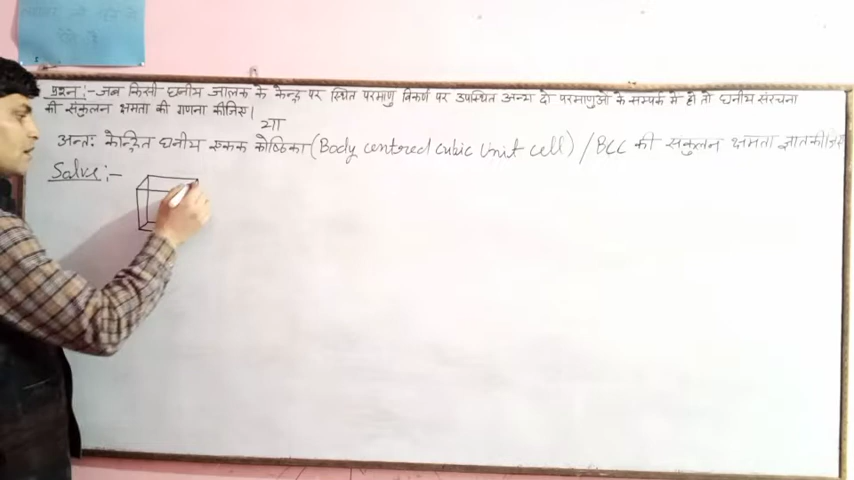 प्रश्न :- जब किसी घनीय जालक के केन्द्र पर स्थित परमाणु विकर्ण पर उपस्थित अन्य दो परमाणुओं के सम्पर्क में हो तो घनीय संरचना
की संकुलन क्षमता की गणना कीजिए।
या
अन्तः केन्द्रित घनीय एकक कोष्ठिका (Body centered cubic Unit cell) / BCC की संकुलन क्षमता ज्ञात कीजिए
Solve :-